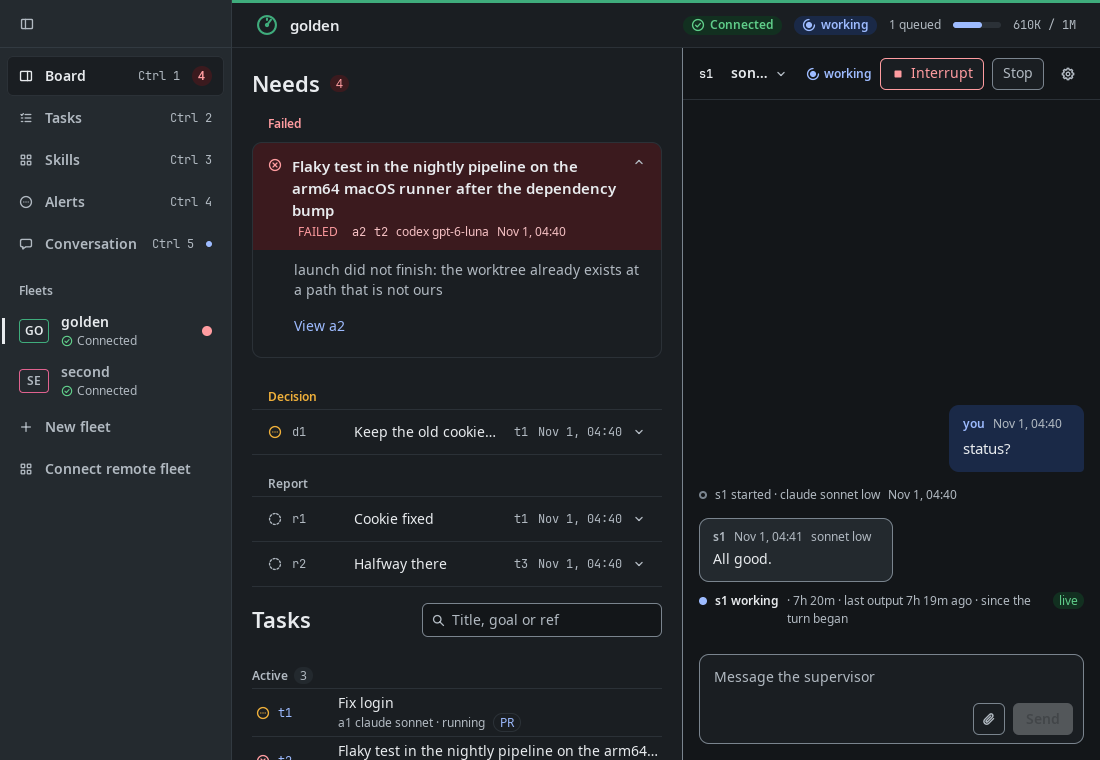 golden
Connected
working
1 queued
610K / 1M
Board
Ctrl 1
4
Tasks
Ctrl 2
Skills
Ctrl 3
Alerts
Ctrl 4
Conversation
Ctrl 5
Fleets
GO
golden
Connected
SE
second
Connected
New fleet
Connect remote fleet
Needs 4
Failed
Flaky test in the nightly pipeline on the
arm64 macOS runner after the dependency
bump
FAILED a2 t2 codex gpt-6-luna Nov 1, 04:40
launch did not finish: the worktree already exists at
a path that is not ours
View a2
Decision
d1 Keep the old cookie... t1 Nov 1, 04:40
Report
r1 Cookie fixed t1 Nov 1, 04:40
r2 Halfway there t3 Nov 1, 04:40
Tasks
Title, goal or ref
Active 3
t1 Fix login
a1 claude sonnet · running PR
t2 Flaky test in the nightly pipeline on the arm64...
s1 son... working Interrupt Stop
you Nov 1, 04:40
status?
s1 started · claude sonnet low Nov 1, 04:40
s1 Nov 1, 04:41 sonnet low
All good.
s1 working · 7h 20m · last output 7h 19m ago · since the
turn began
live
Message the supervisor
Send